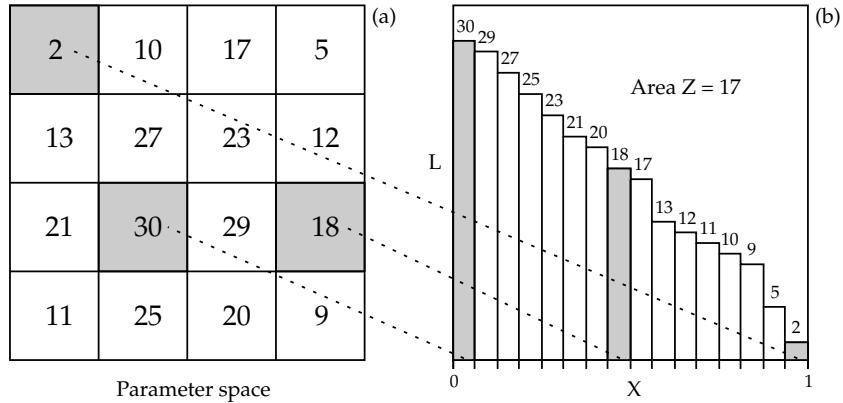 (a)
2 10 17 5
13 27 23 12
21 30 29 18
11 25 20 9
Parameter space
(b)
30 29 27 25 23 21 20 18 17 13 12 11 10 9 5 2
Area Z = 17
L
0 X 1